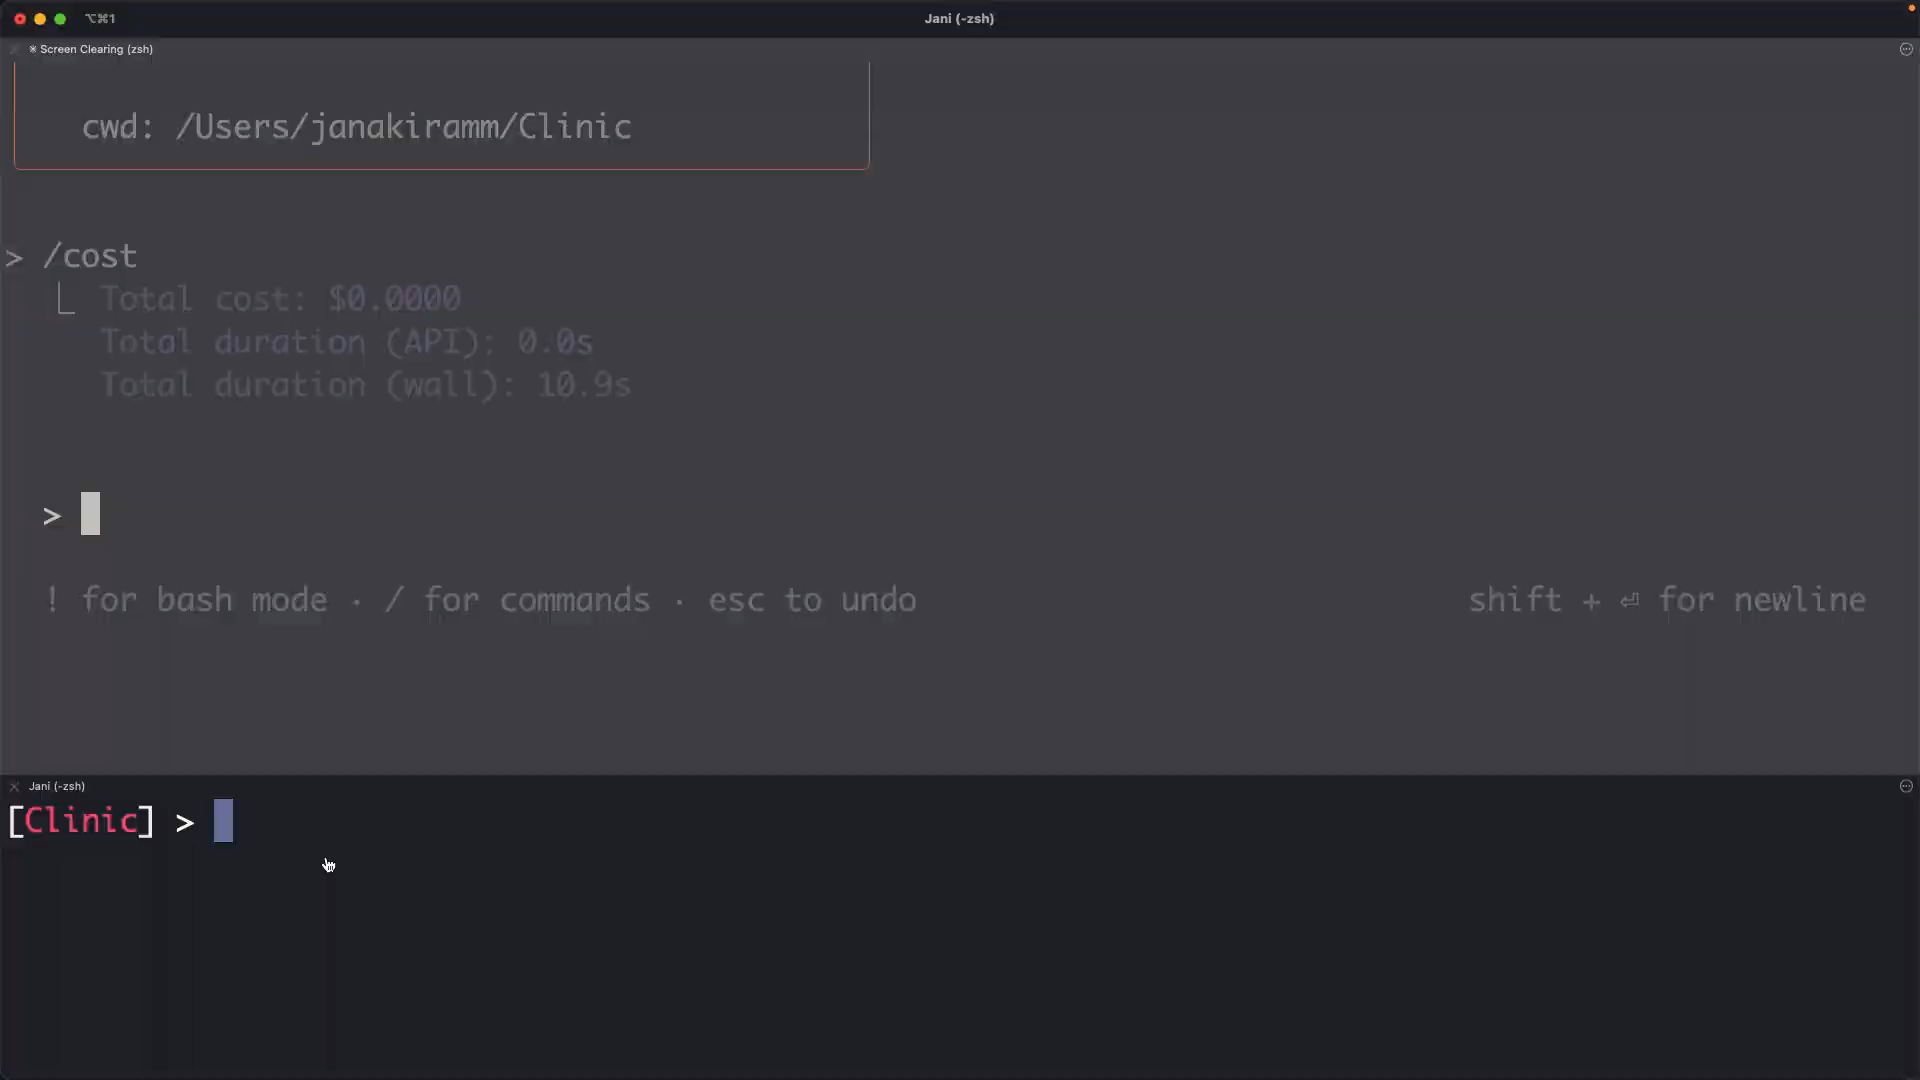 ⌥⌘1
Jani (-zsh)
✳ Screen Clearing (zsh)
cwd: /Users/janakiramm/Clinic
> /cost
Total cost: $0.0000
Total duration (API): 0.0s
Total duration (wall): 10.9s
>
! for bash mode · / for commands · esc to undo
shift + ⏎ for newline
Jani (-zsh)
[Clinic] >